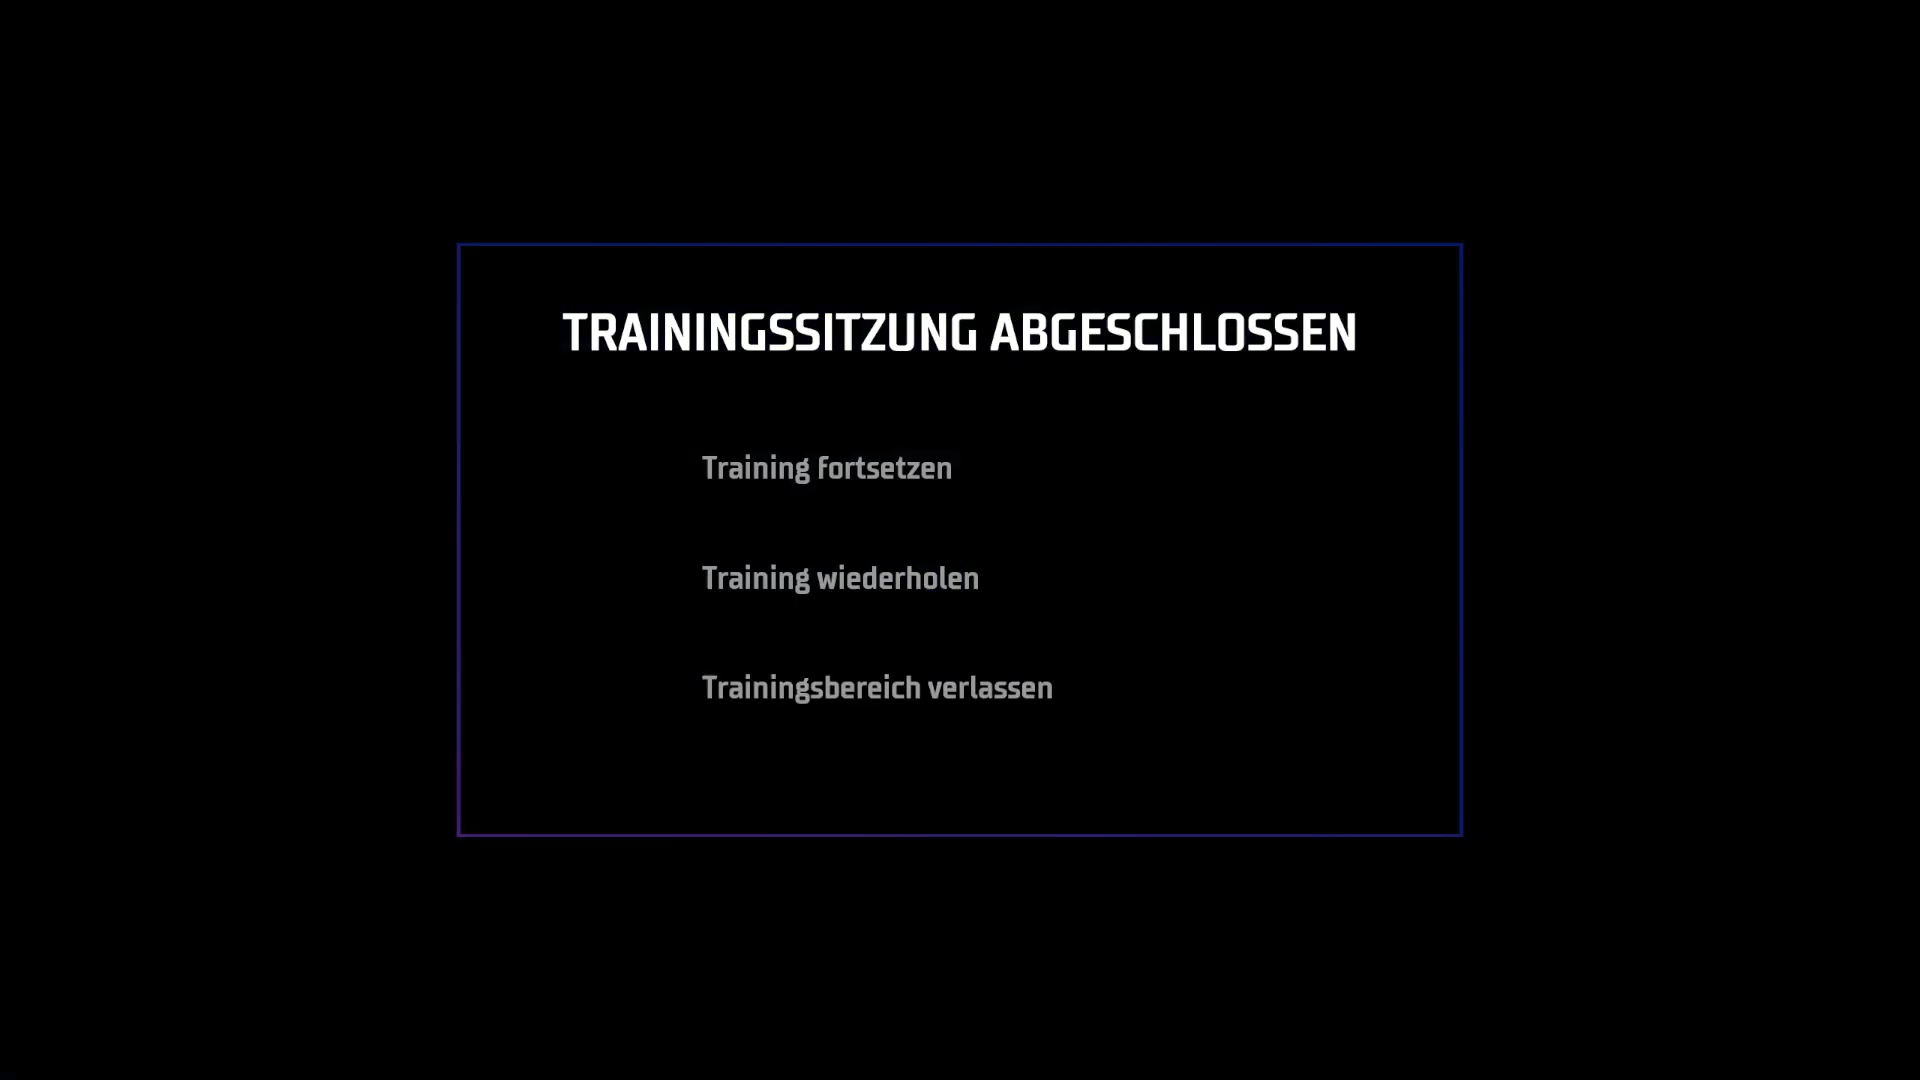 TRAININGSSITZUNG ABGESCHLOSSEN
Training fortsetzen
Training wiederholen
Trainingsbereich verlassen